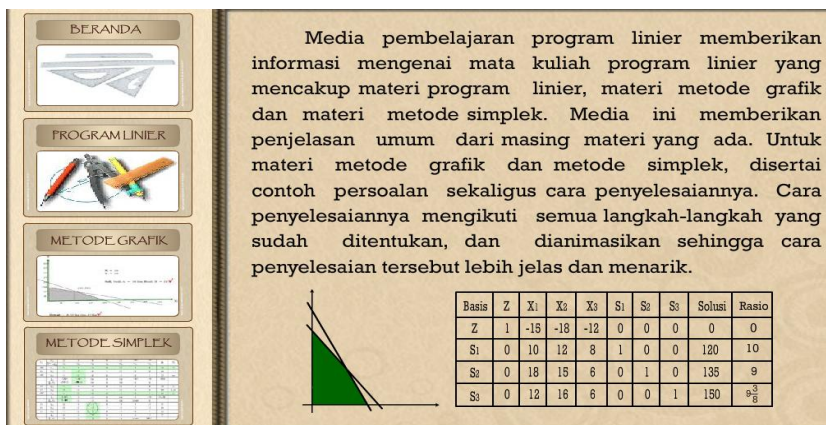 BERANDA
PROGRAM LINIER
METODE GRAFIK
METODE SIMPLEK
Media pembelajaran program linier memberikan
informasi mengenai mata kuliah program linier yang
mencakup materi program linier, materi metode grafik
dan materi metode simplek. Media ini memberikan
penjelasan umum dari masing materi yang ada. Untuk
materi metode grafik dan metode simplek, disertai
contoh persoalan sekaligus cara penyelesaiannya. Cara
penyelesaiannya mengikuti semua langkah-langkah yang
sudah ditentukan, dan dianimasikan sehingga cara
penyelesaian tersebut lebih jelas dan menarik.
Basis Z X1 X2 X3 S1 S2 S3 Solusi Rasio
Z 1 -15 -18 -12 0 0 0 0 0
S1 0 10 12 8 1 0 0 120 10
S2 0 18 15 6 0 1 0 135 9
S3 0 12 16 6 0 0 1 150 9 3/8